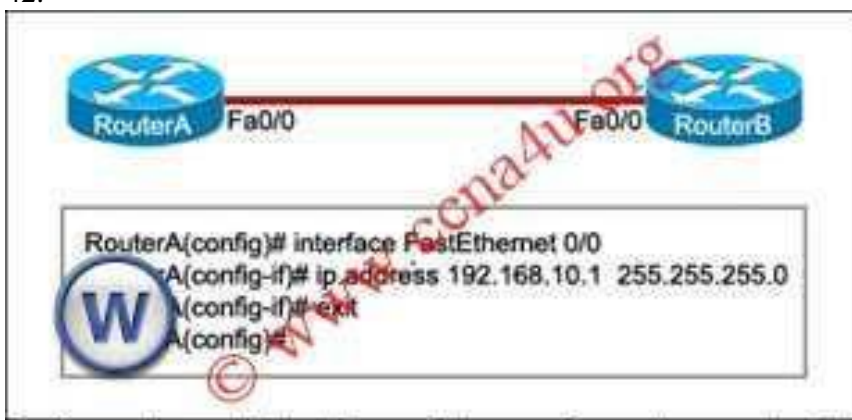 42.
RouterA Fa0/0 Fa0/0 RouterB
RouterA(config)# interface FastEthernet 0/0
A(config-if)# ip address 192.168.10.1 255.255.255.0
A(config-if)# exit
A(config)#
W
© www.ccna4u.org